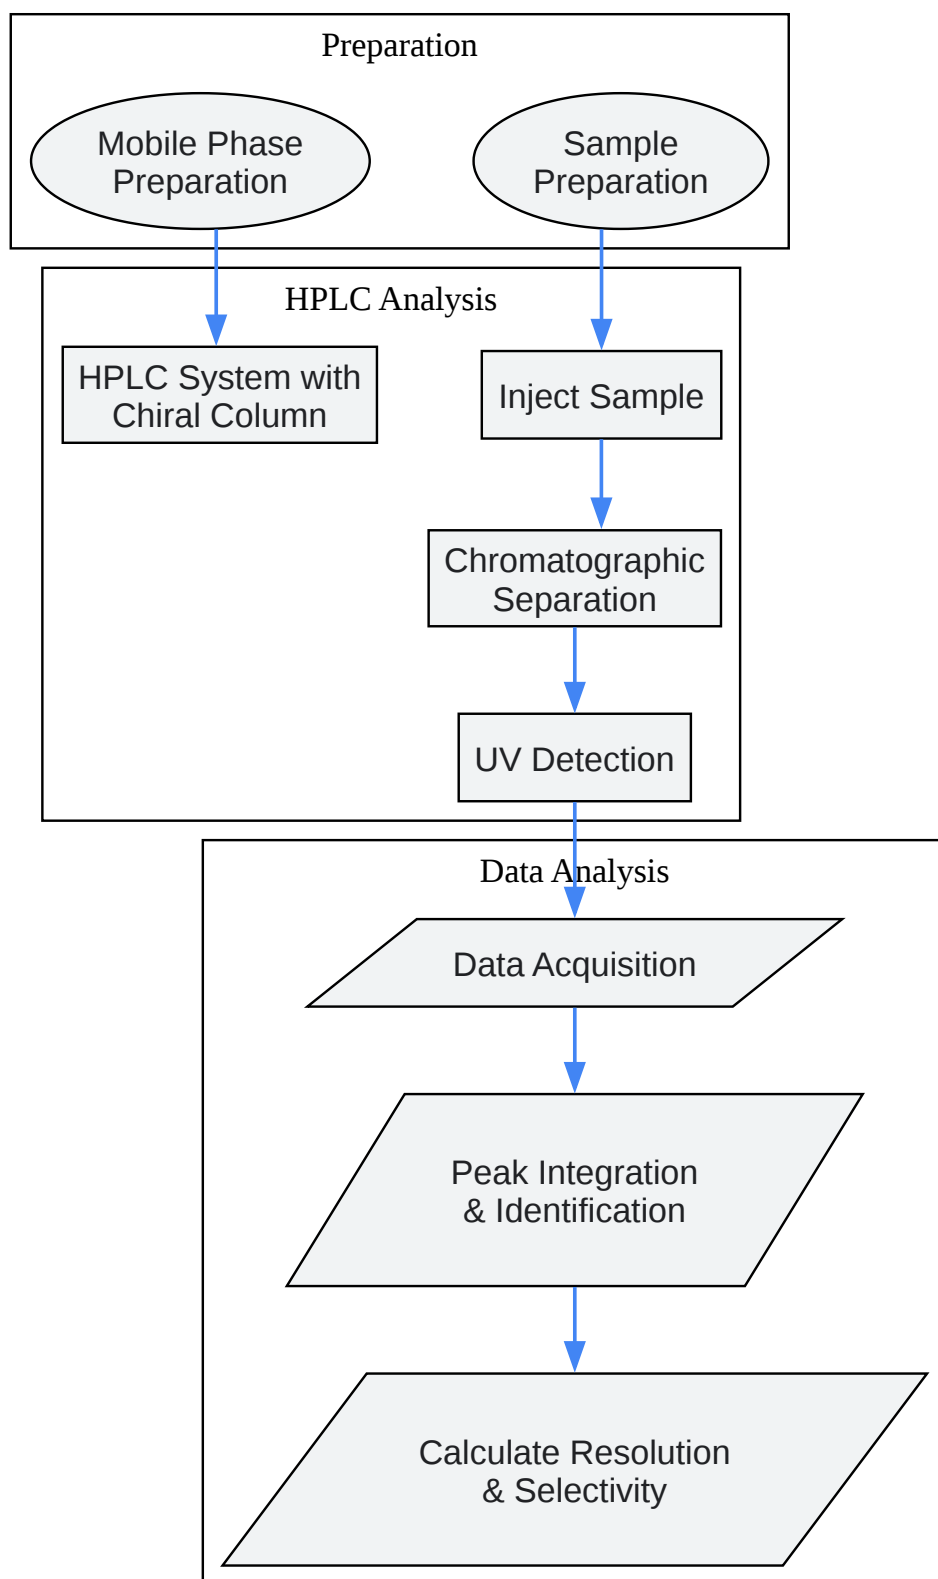 Preparation
Mobile Phase
Preparation
Sample
Preparation
HPLC Analysis
HPLC System with
Chiral Column
Inject Sample
Chromatographic
Separation
UV Detection
Data Analysis
Data Acquisition
Peak Integration
& Identification
Calculate Resolution
& Selectivity